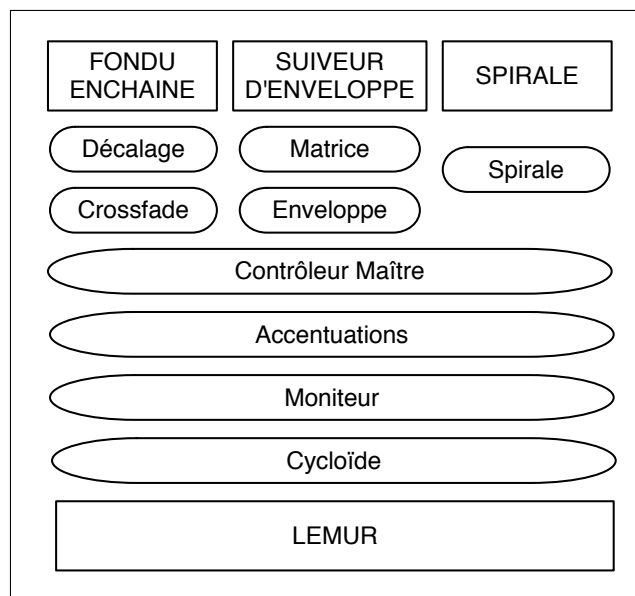 FONDU
ENCHAINE
SUIVEUR
D'ENVELOPPE
SPIRALE
Décalage
Matrice
Spirale
Crossfade
Enveloppe
Contrôleur Maître
Accentuations
Moniteur
Cycloïde
LEMUR